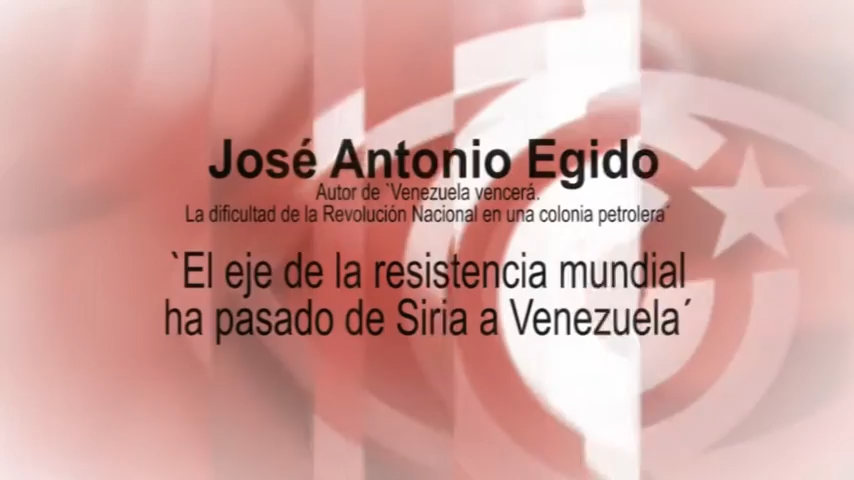 José Antonio Egido
Autor de `Venezuela vencerá.
La dificultad de la Revolución Nacional en una colonia petrolera´
`El eje de la resistencia mundial
ha pasado de Siria a Venezuela´